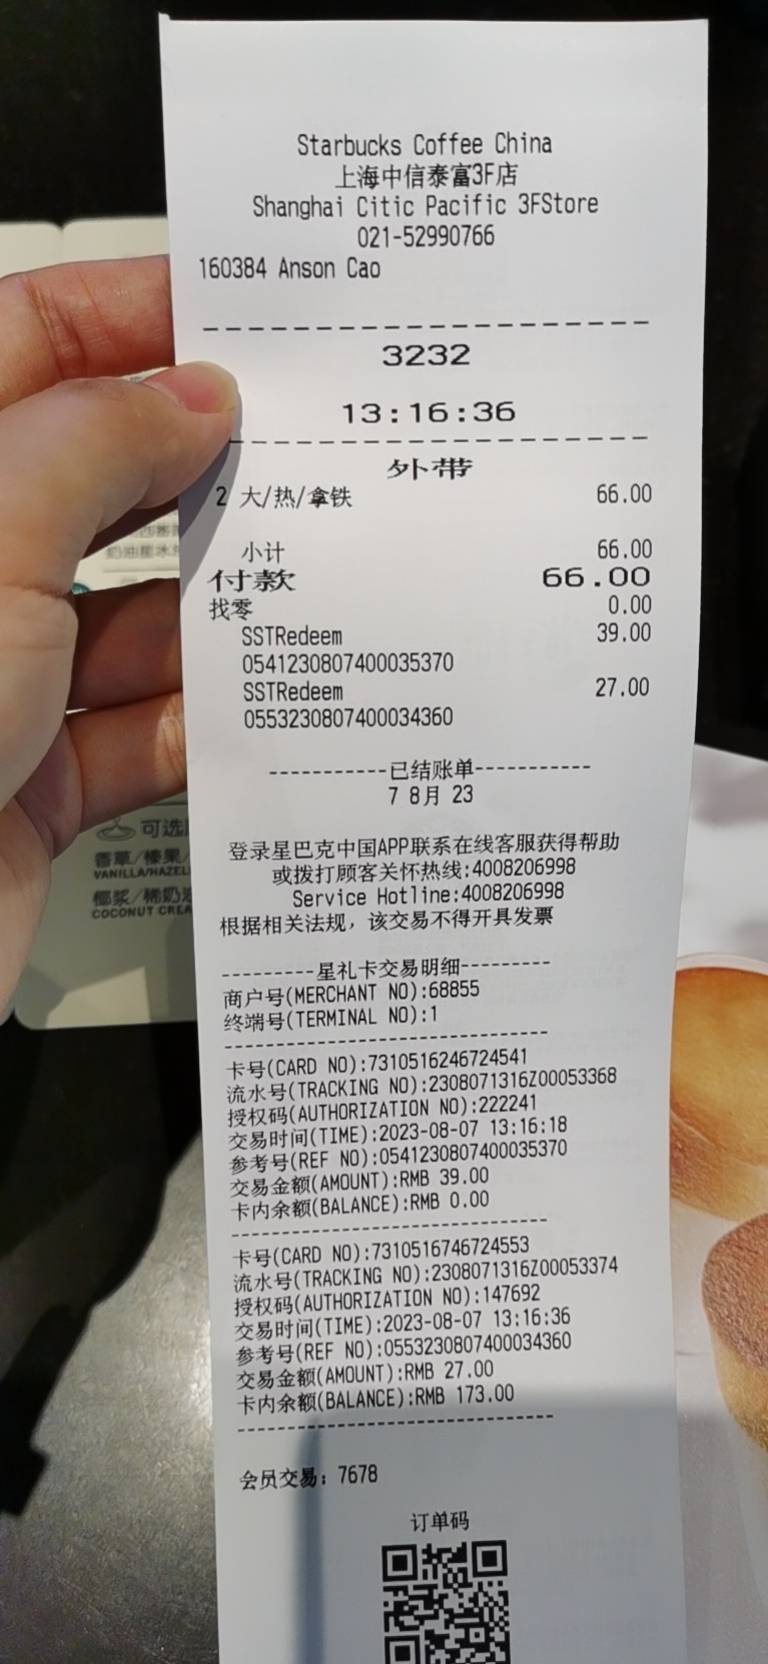 Starbucks Coffee China
上海中信泰富3F店
Shanghai Citic Pacific 3FStore
021-52990766
160384 Anson Cao
--------------------
3232
13:16:36
--------------------
外带
2 大/热/拿铁 66.00
小计 66.00
付款 66.00
找零 0.00
SSTRedeem 39.00
0541230807400035370
SSTRedeem 27.00
0553230807400034360
-----------已结账单-----------
7 8月 23
登录星巴克中国APP联系在线客服获得帮助
或拨打顾客关怀热线:4008206998
Service Hotline:4008206998
根据相关法规，该交易不得开具发票
---------星礼卡交易明细---------
商户号(MERCHANT NO):68855
终端号(TERMINAL NO):1
--------------------------------
卡号(CARD NO):7310516246724541
流水号(TRACKING NO):2308071316Z00053368
授权码(AUTHORIZATION NO):222241
交易时间(TIME):2023-08-07 13:16:18
参考号(REF NO):0541230807400035370
交易金额(AMOUNT):RMB 39.00
卡内余额(BALANCE):RMB 0.00
--------------------------------
卡号(CARD NO):7310516746724553
流水号(TRACKING NO):2308071316Z00053374
授权码(AUTHORIZATION NO):147692
交易时间(TIME):2023-08-07 13:16:36
参考号(REF NO):0553230807400034360
交易金额(AMOUNT):RMB 27.00
卡内余额(BALANCE):RMB 173.00
--------------------------------
会员交易: 7678
订单码
可选
香草/榛果/
VANILLA/HAZEL
椰浆/稀奶
COCONUT CREA